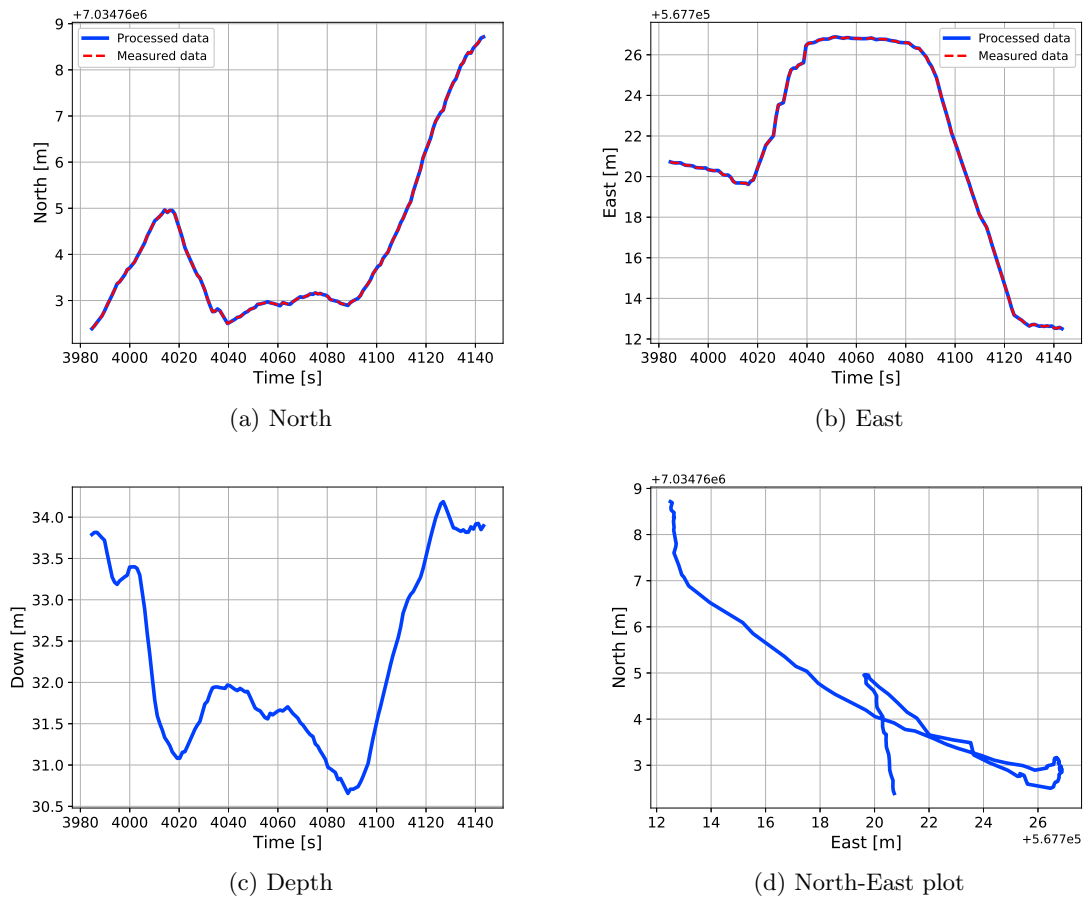 +7.03476e6
9
8
7
6
5
4
3
North [m]
Processed data
Measured data
3980 4000 4020 4040 4060 4080 4100 4120 4140
Time [s]
(a) North
+5.677e5
26
24
22
20
18
16
14
12
East [m]
Processed data
Measured data
3980 4000 4020 4040 4060 4080 4100 4120 4140
Time [s]
(b) East
34.0
33.5
33.0
32.5
32.0
31.5
31.0
30.5
Down [m]
3980 4000 4020 4040 4060 4080 4100 4120 4140
Time [s]
(c) Depth
+7.03476e6
9
8
7
6
5
4
3
North [m]
12 14 16 18 20 22 24 26
East [m]
+5.677e5
(d) North-East plot